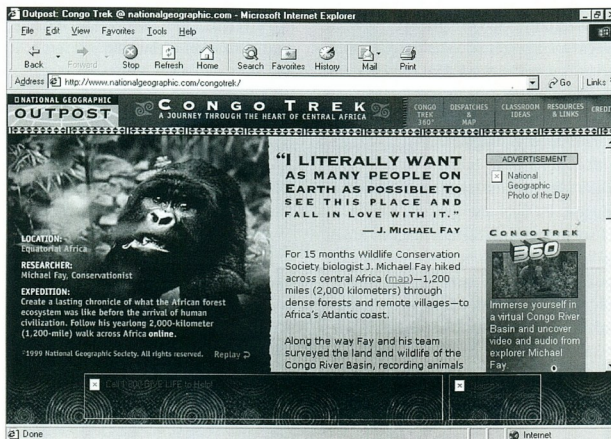 Outpost: Congo Trek @ nationalgeographic.com - Microsoft Internet Explorer
File Edit View Favorites Tools Help
Back Forward Stop Refresh Home Search Favorites History Mail Print
Address http://www.nationalgeographic.com/congotrek/ Go Links
NATIONAL GEOGRAPHIC
OUTPOST
CONGO TREK
A JOURNEY THROUGH THE HEART OF CENTRAL AFRICA
CONGO
TREK
360°
DISPATCHES
&
MAP
CLASSROOM
IDEAS
RESOURCES
& LINKS
CREDI
LOCATION:
Equatorial Africa
RESEARCHER:
Michael Fay, Conservationist
EXPEDITION:
Create a lasting chronicle of what the African forest
ecosystem was like before the arrival of human
civilization. Follow his yearlong 2,000-kilometer
(1,200-mile) walk across Africa online.
©1999 National Geographic Society. All rights reserved. Replay
"I LITERALLY WANT
AS MANY PEOPLE ON
EARTH AS POSSIBLE TO
SEE THIS PLACE AND
FALL IN LOVE WITH IT."
— J. MICHAEL FAY
For 15 months Wildlife Conservation
Society biologist J. Michael Fay hiked
across central Africa (map)—1,200
miles (2,000 kilometers) through
dense forests and remote villages—to
Africa's Atlantic coast.
Along the way Fay and his team
surveyed the land and wildlife of the
Congo River Basin, recording animals
ADVERTISEMENT
National
Geographic
Photo of the Day
CONGO TREK
360
Immerse yourself in
a virtual Congo River
Basin and uncover
video and audio from
explorer Michael
Fay
Call 1-800-GIVE LIFE to Help!
Done Internet